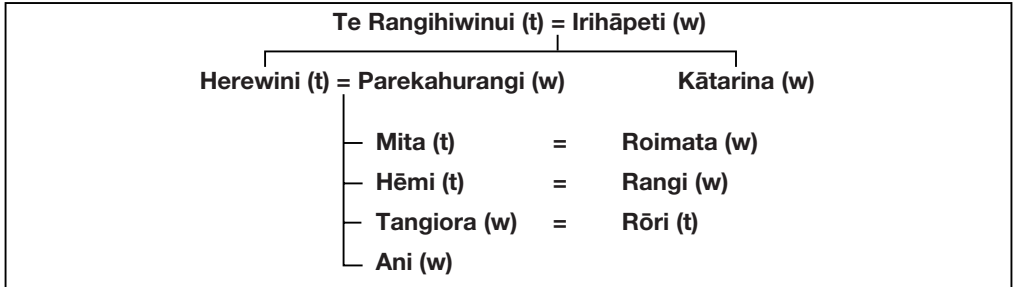 Te Rangihiwinui (t) = Irihāpeti (w)
Herewini (t) = Parekahurangi (w) Kātarina (w)
Mita (t) = Roimata (w)
Hēmi (t) = Rangi (w)
Tangiora (w) = Rōri (t)
Ani (w)